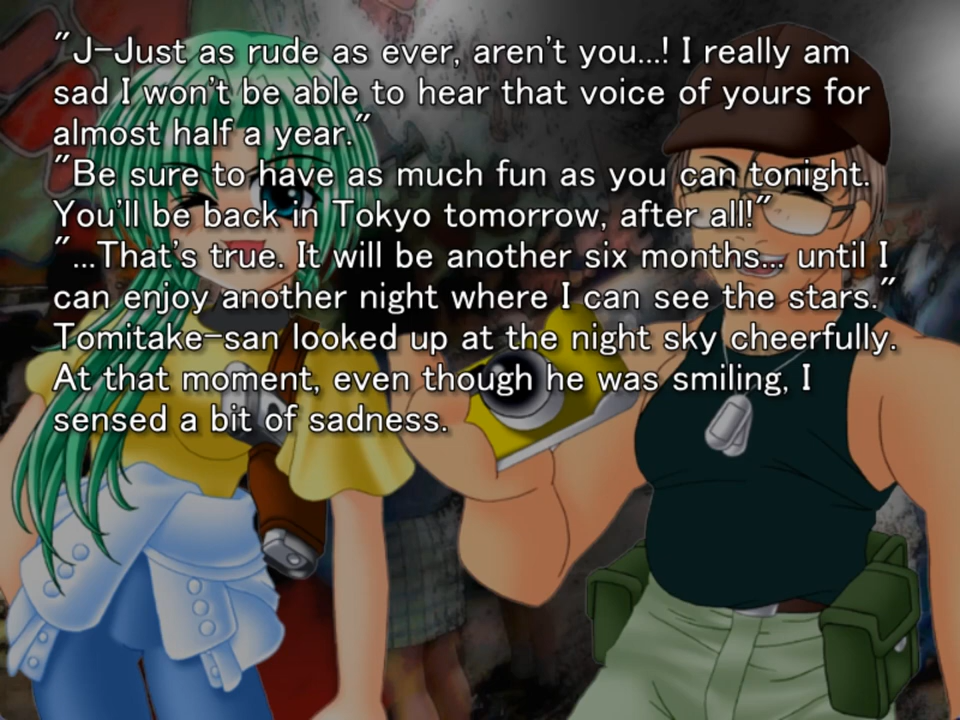 "J-Just as rude as ever, aren't you...! I really am
sad I won't be able to hear that voice of yours for
almost half a year."
"Be sure to have as much fun as you can tonight.
You'll be back in Tokyo tomorrow, after all!"
"...That's true. It will be another six months... until I
can enjoy another night where I can see the stars."
Tomitake-san looked up at the night sky cheerfully.
At that moment, even though he was smiling, I
sensed a bit of sadness.